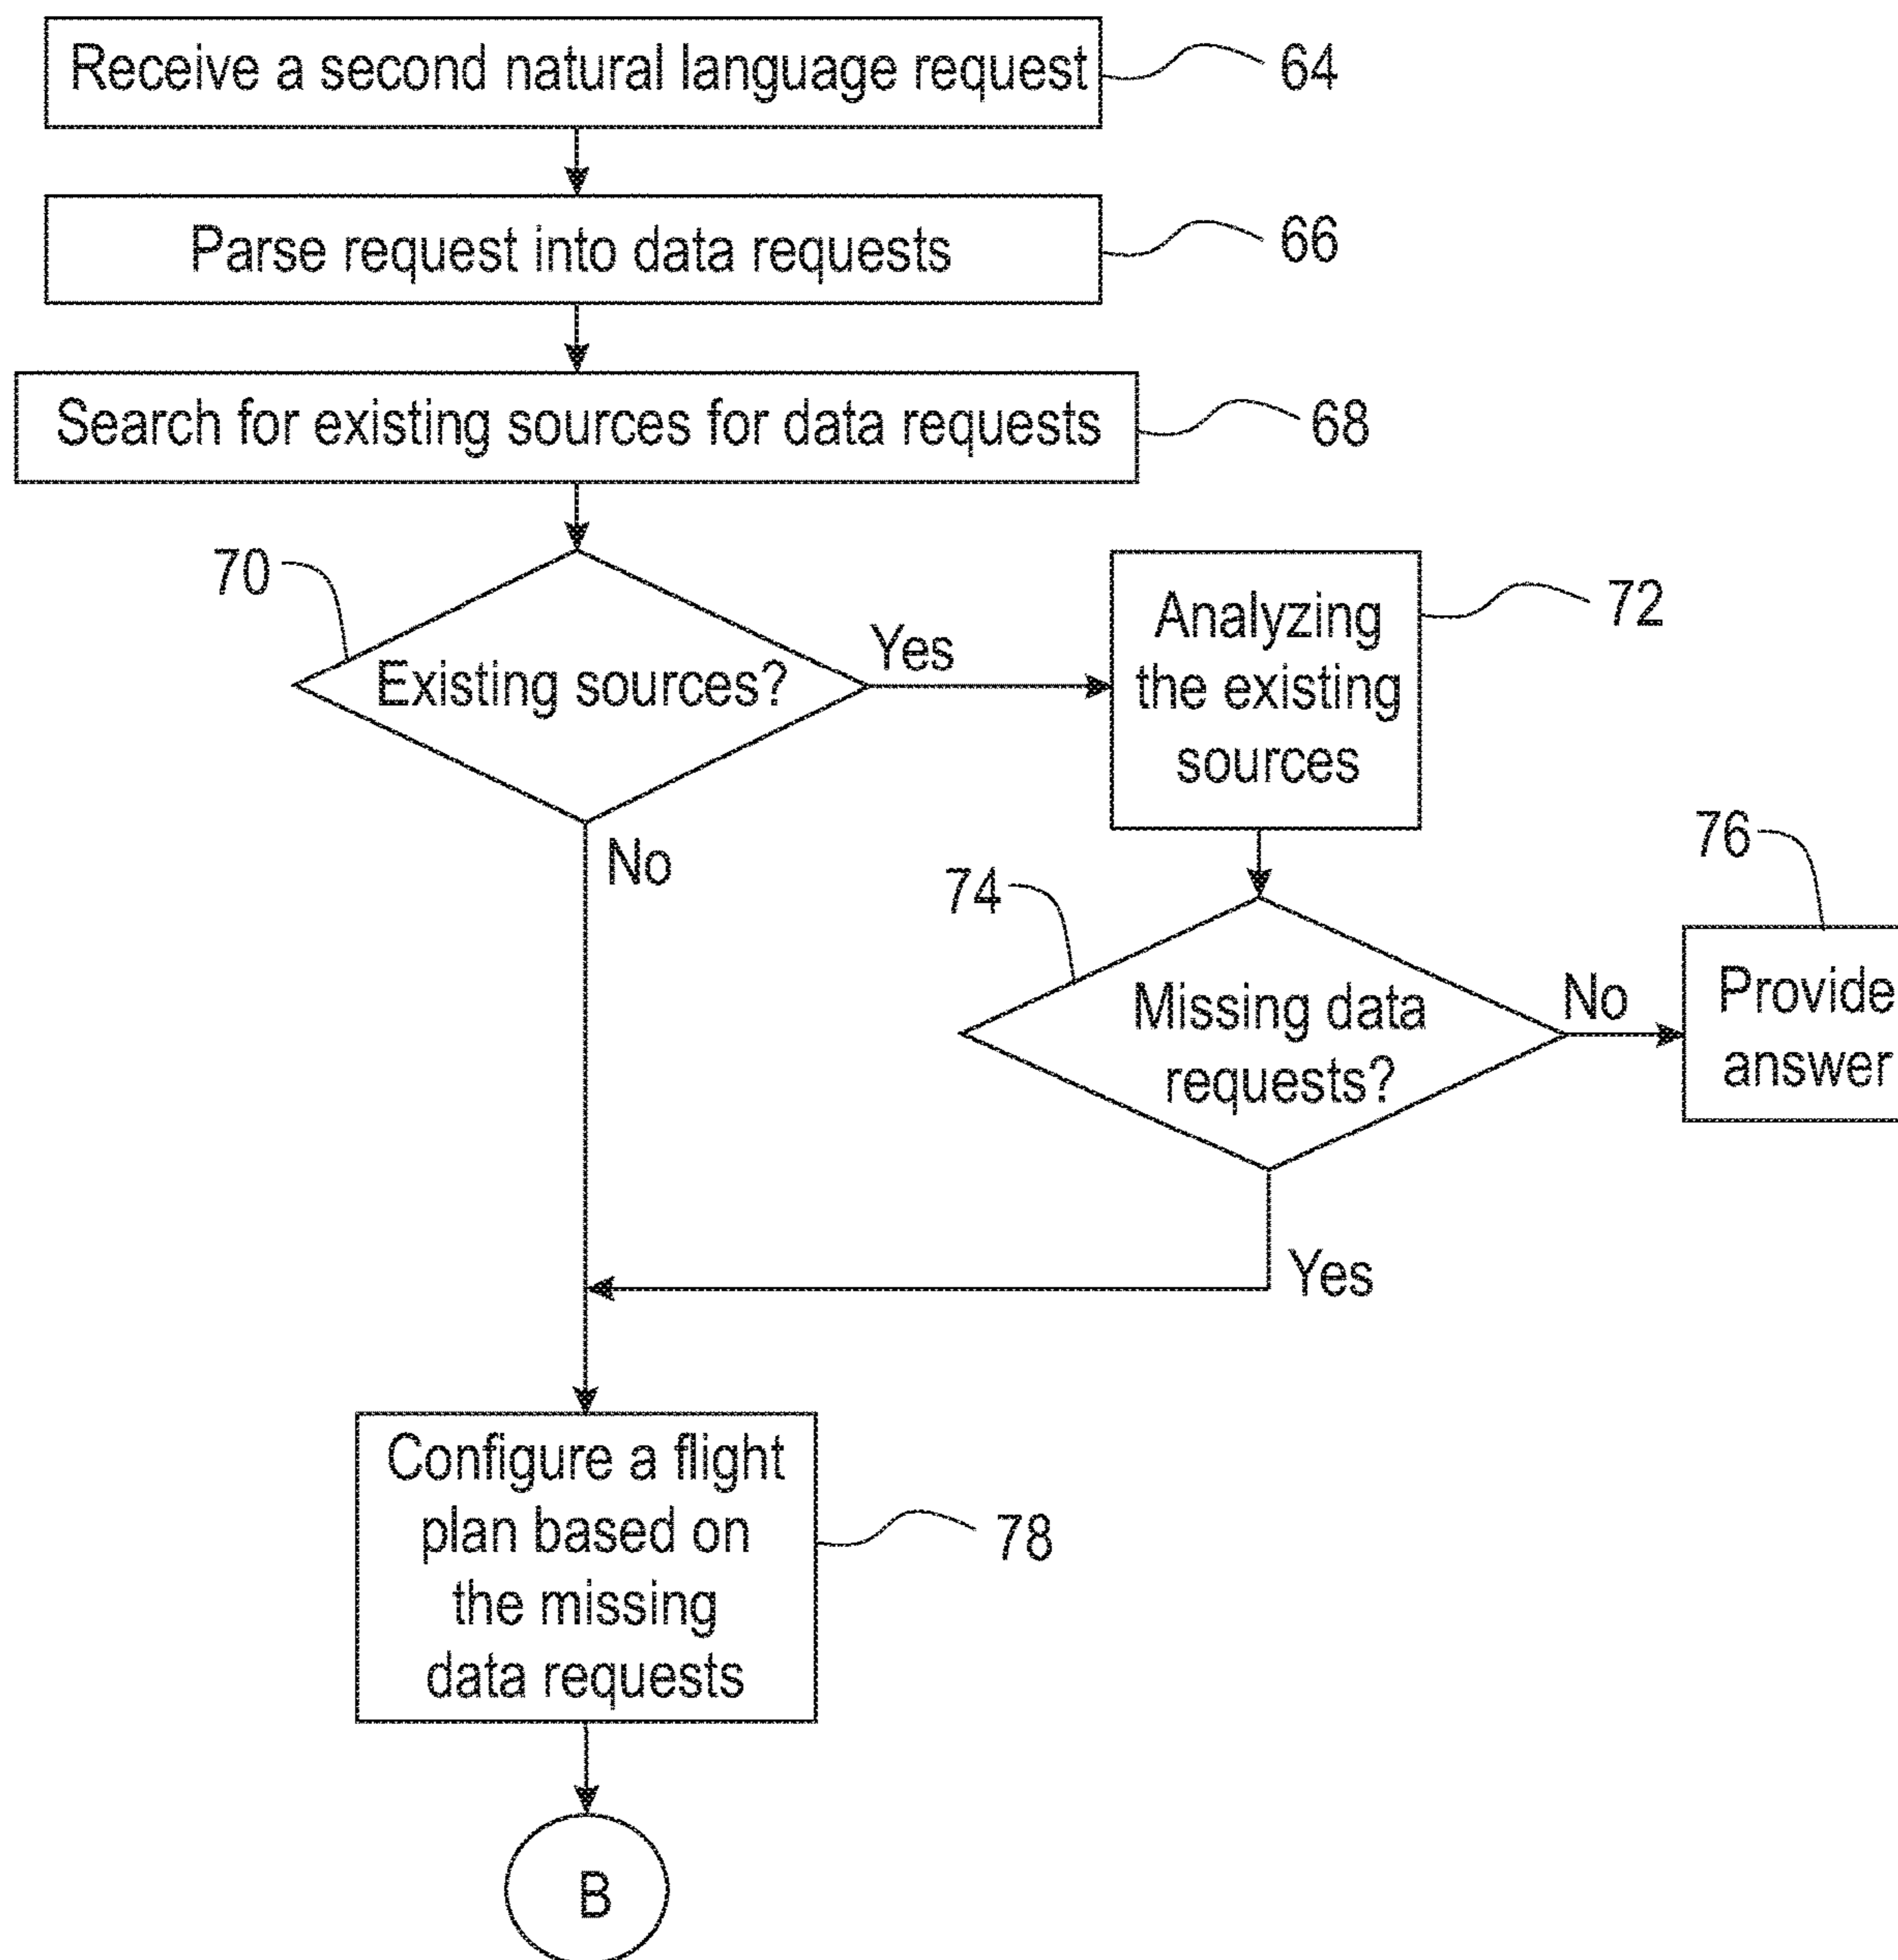 Receive a second natural language request
64
Parse request into data requests
66
Search for existing sources for data requests
68
70
Existing sources?
Yes
Analyzing
the existing
sources
72
No
74
Missing data
requests?
No
76
Provide
answer
Yes
Configure a flight
plan based on
the missing
data requests
78
B